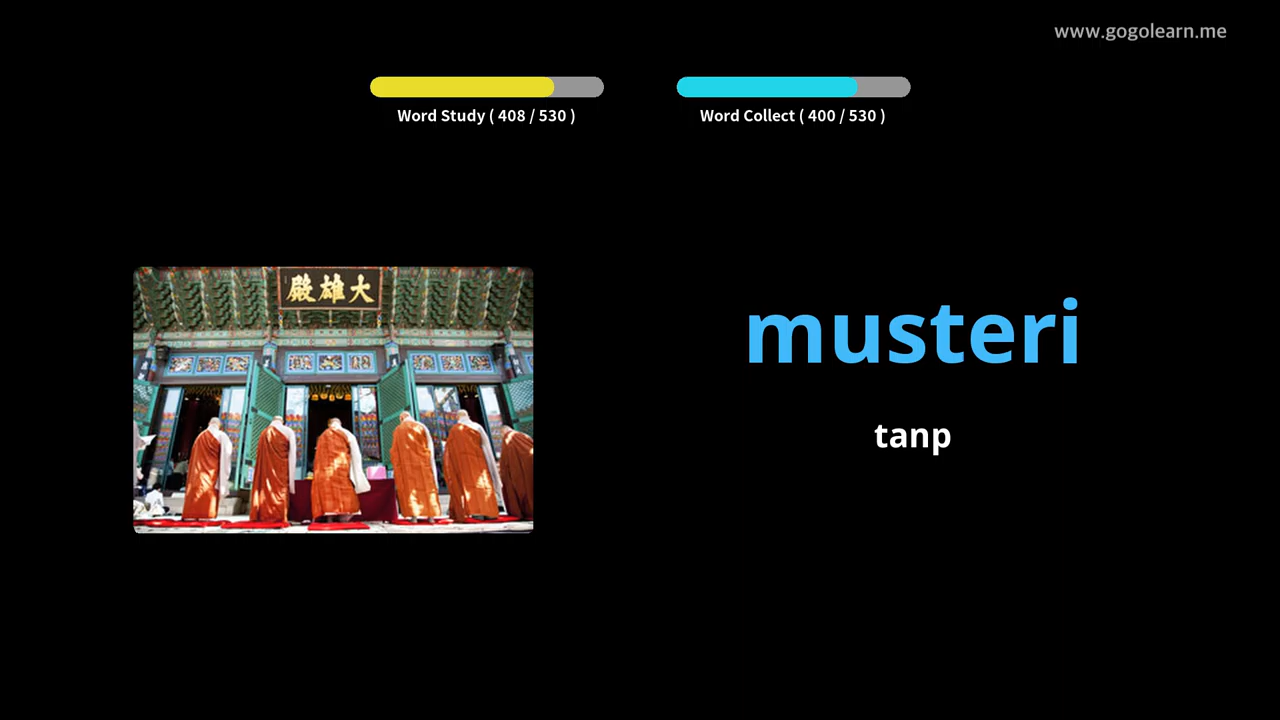 www.gogolearn.me
Word Study ( 408 / 530 )
Word Collect ( 400 / 530 )
大雄殿
musteri
tanp